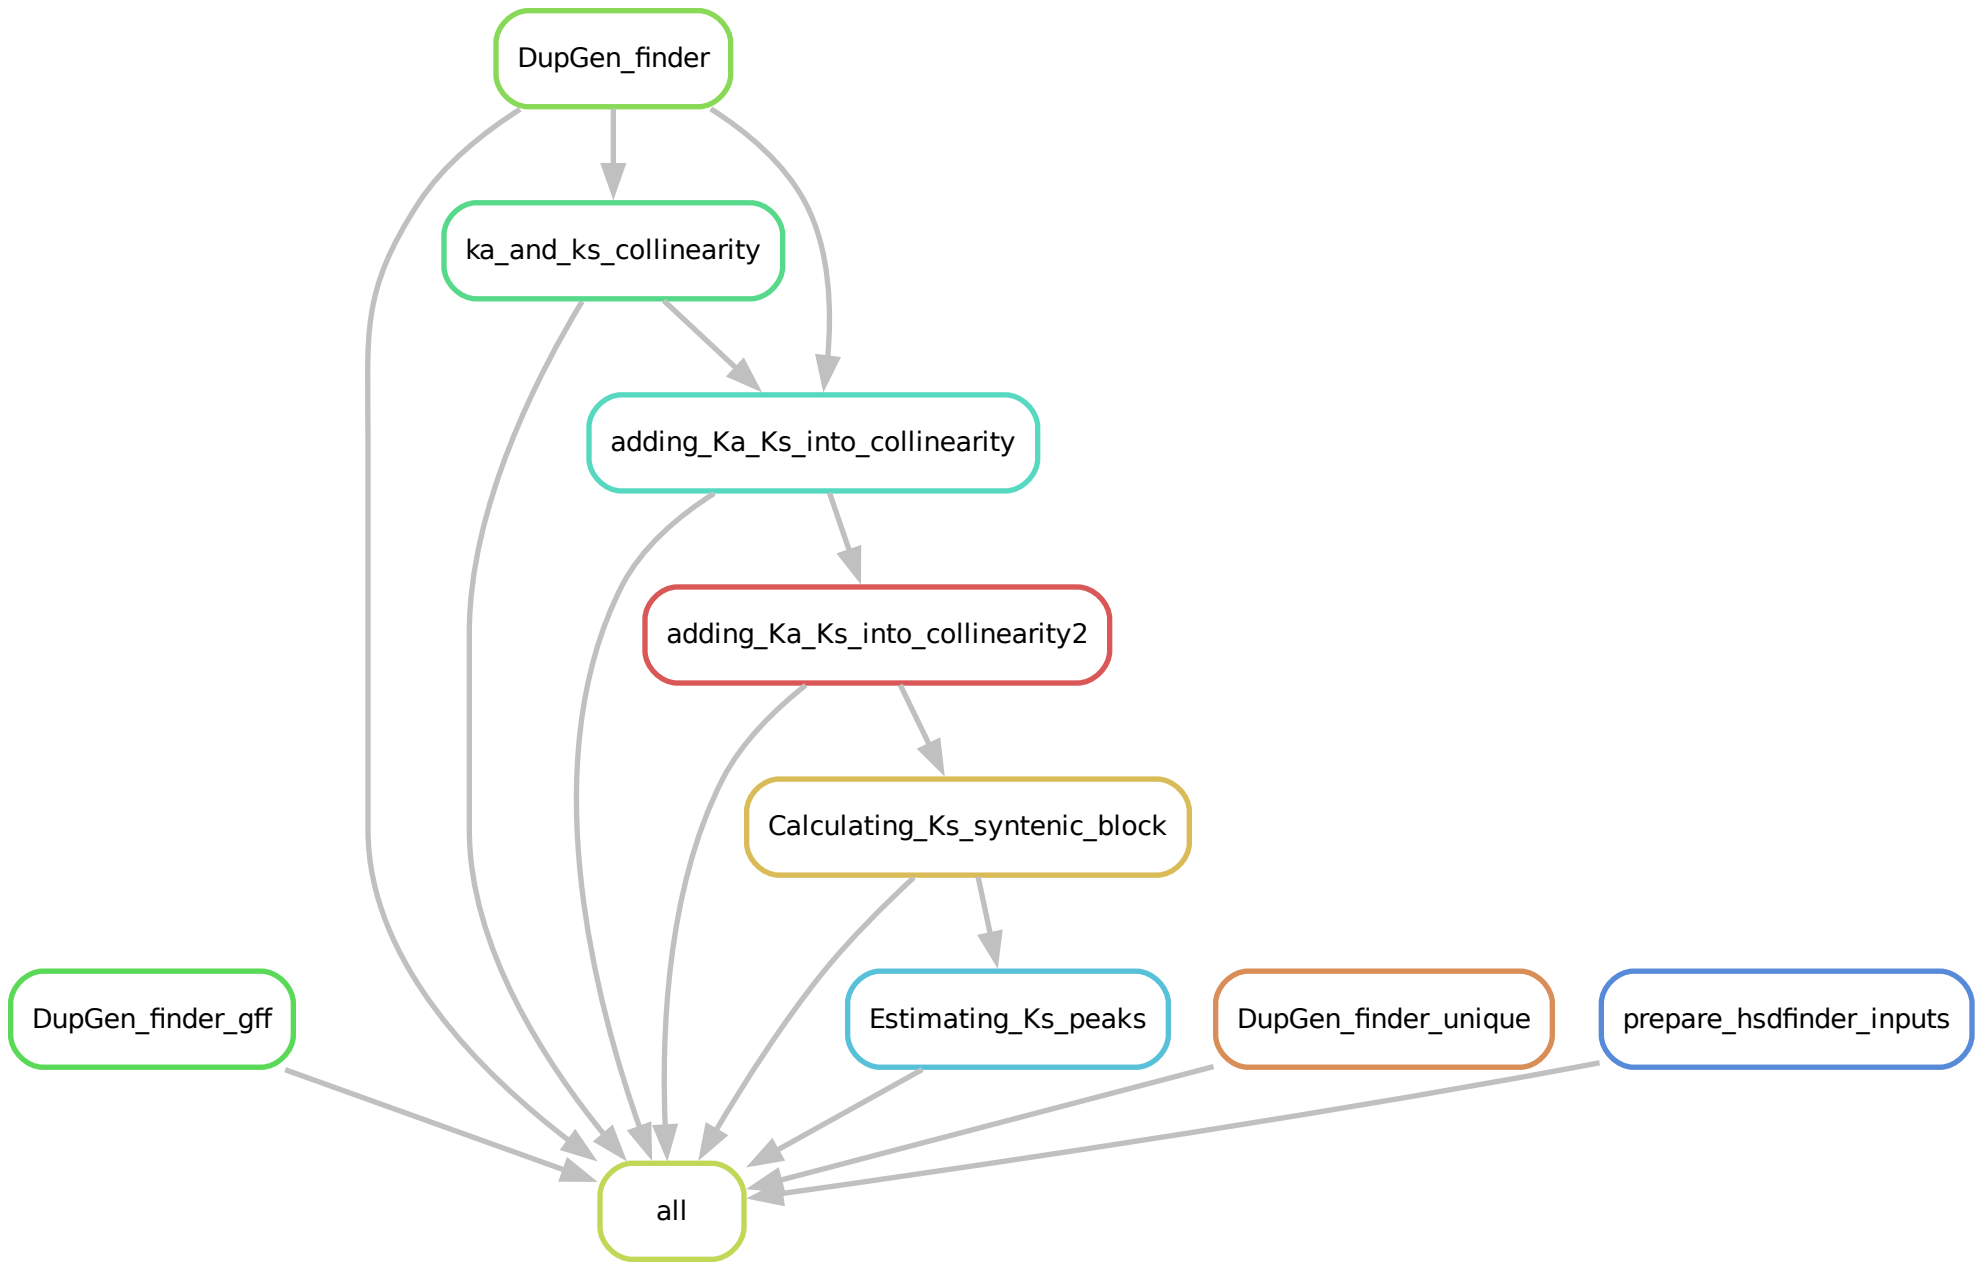 DupGen_finder
ka_and_ks_collinearity
adding_Ka_Ks_into_collinearity
adding_Ka_Ks_into_collinearity2
Calculating_Ks_syntenic_block
DupGen_finder_gff
Estimating_Ks_peaks
DupGen_finder_unique
prepare_hsdfinder_inputs
all